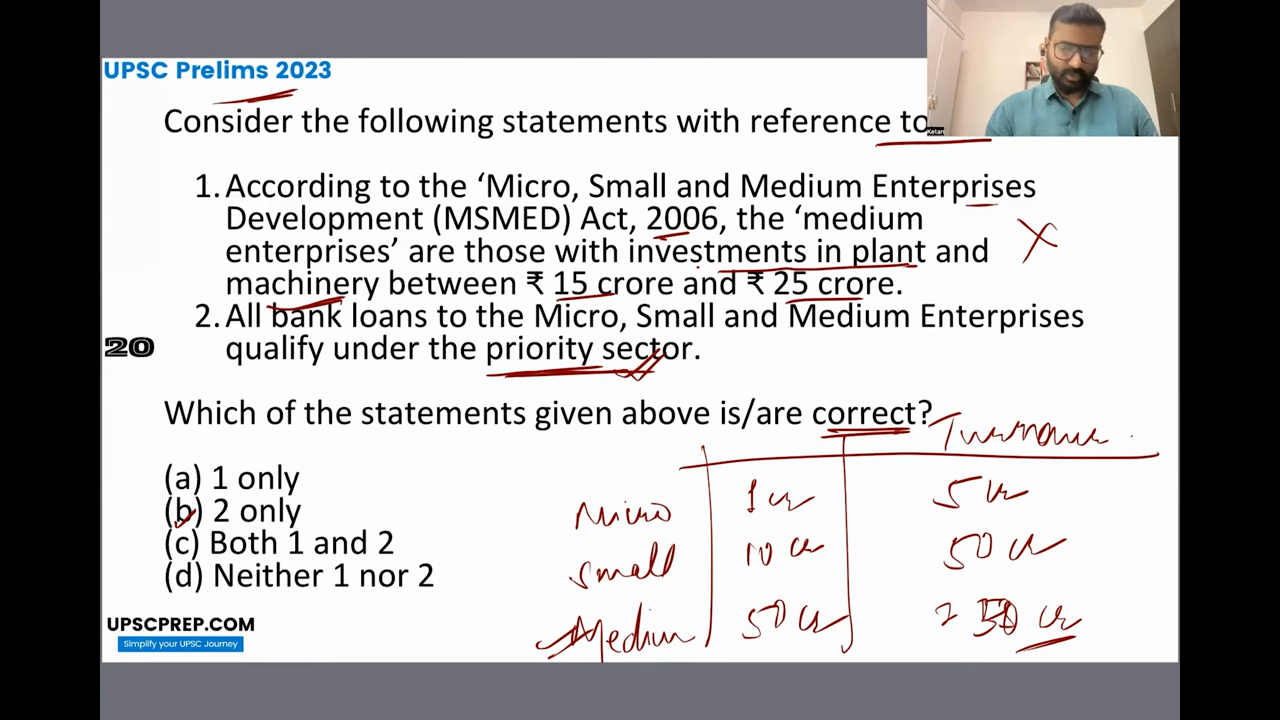 UPSC Prelims 2023
Consider the following statements with reference to
Ketan
1. According to the ‘Micro, Small and Medium Enterprises
Development (MSMED) Act, 2006, the ‘medium
enterprises’ are those with investments in plant and
machinery between ₹ 15 crore and ₹ 25 crore.
2. All bank loans to the Micro, Small and Medium Enterprises
20
qualify under the priority sector.
Which of the statements given above is/are correct?
Turnover
(a) 1 only
(b) 2 only
(c) Both 1 and 2
(d) Neither 1 nor 2
Micro 1 cr 5 cr
Small 10 cr 50 cr
Medium 50 cr 250 cr
UPSCPREP.COM
Simplify your UPSC Journey